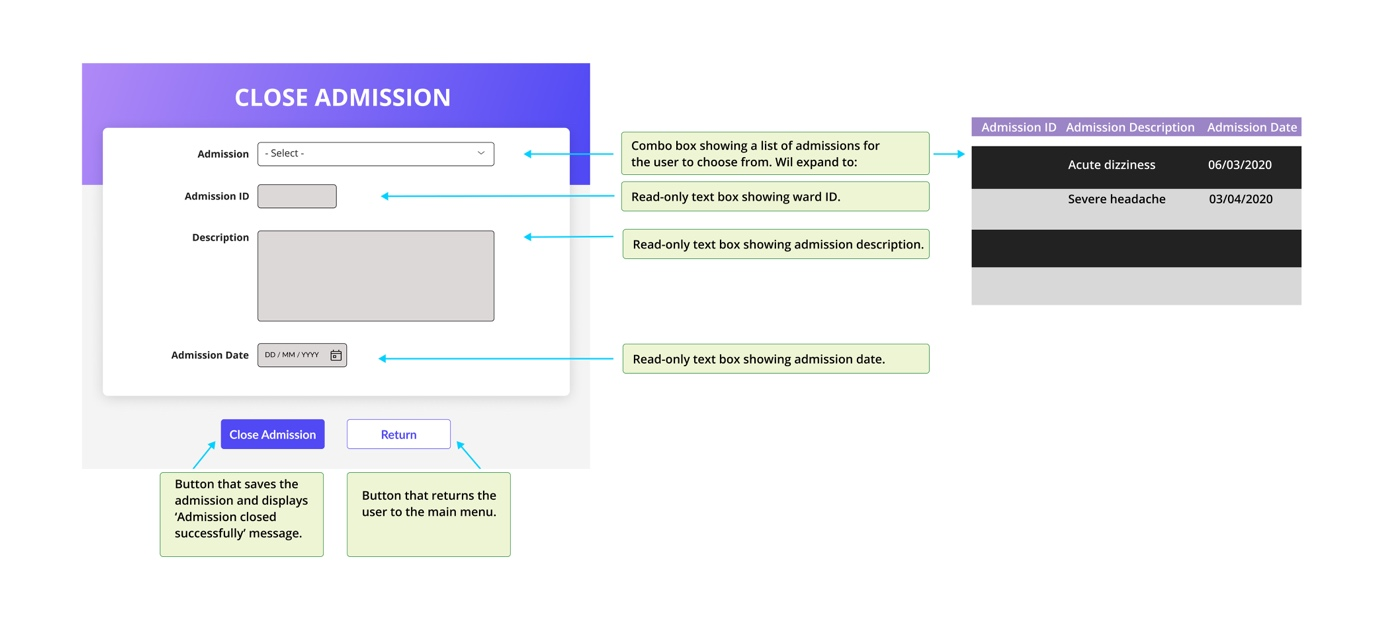 CLOSE ADMISSION
Admission
- Select -
Admission ID
Description
Admission Date
DD / MM / YYYY
Close Admission
Return
Combo box showing a list of admissions for
the user to choose from. Wil expand to:
Read-only text box showing ward ID.
Read-only text box showing admission description.
Read-only text box showing admission date.
Button that saves the
admission and displays
‘Admission closed
successfully’ message.
Button that returns the
user to the main menu.
Admission ID Admission Description Admission Date
Acute dizziness 06/03/2020
Severe headache 03/04/2020